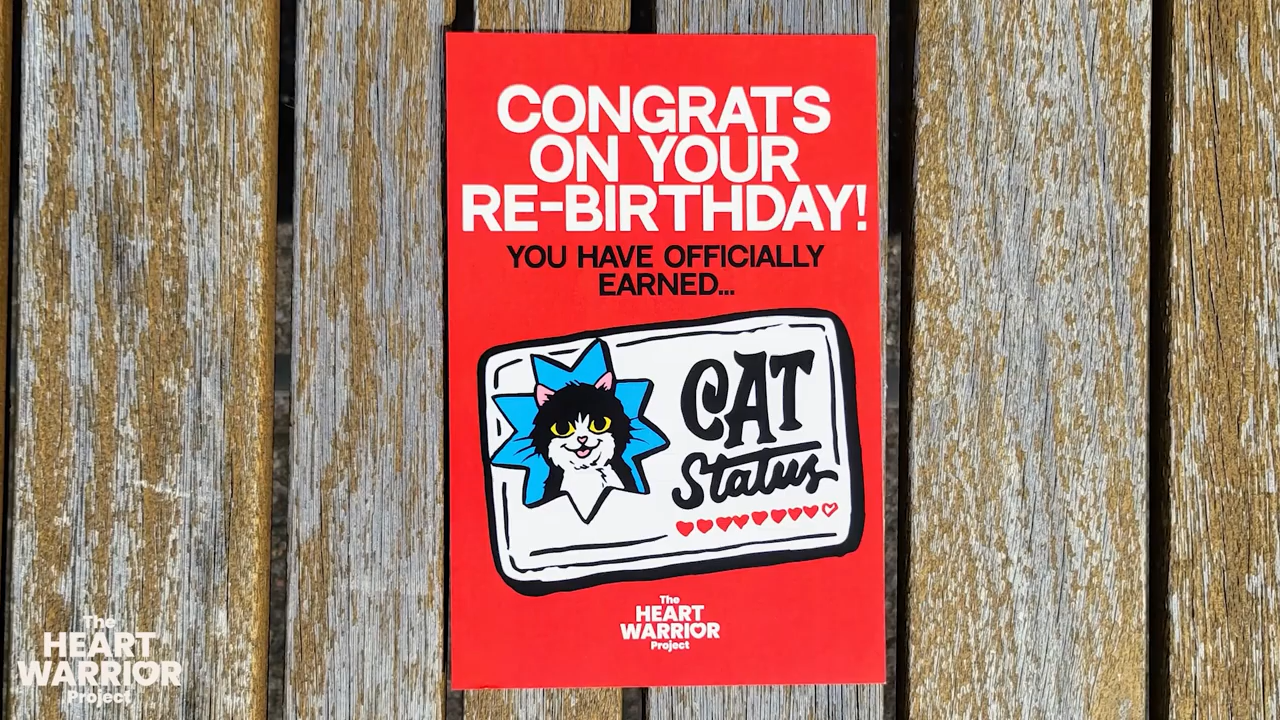 CONGRATS
ON YOUR
RE-BIRTHDAY!
YOU HAVE OFFICIALLY
EARNED...
CAT
Status
The
HEART
WARRIOR
Project
The
HEART
WARRIOR
Project